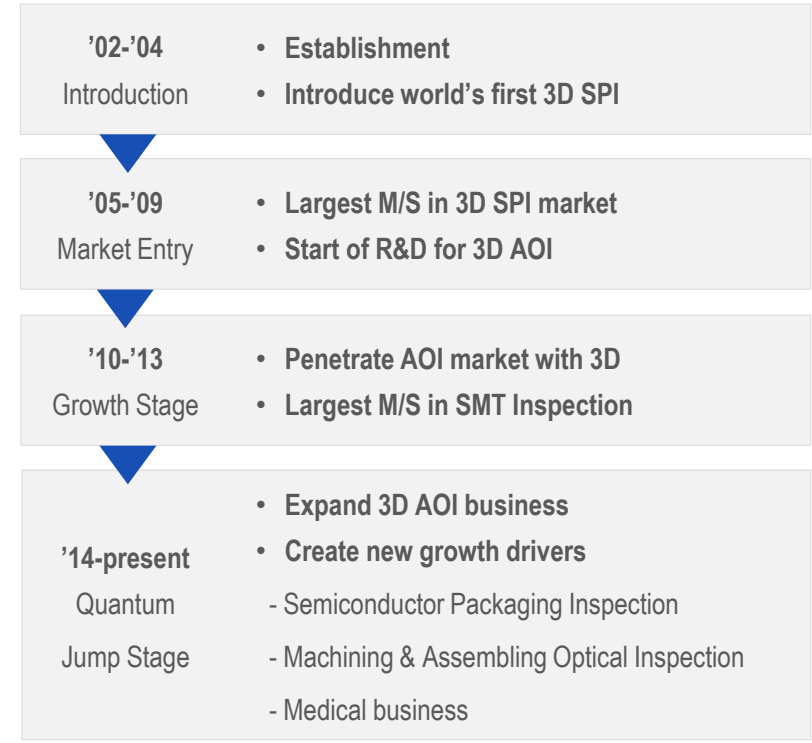 ’02-’04
Introduction
• Establishment
• Introduce world’s first 3D SPI
’05-’09
Market Entry
• Largest M/S in 3D SPI market
• Start of R&D for 3D AOI
’10-’13
Growth Stage
• Penetrate AOI market with 3D
• Largest M/S in SMT Inspection
’14-present
Quantum
Jump Stage
• Expand 3D AOI business
• Create new growth drivers
- Semiconductor Packaging Inspection
- Machining & Assembling Optical Inspection
- Medical business